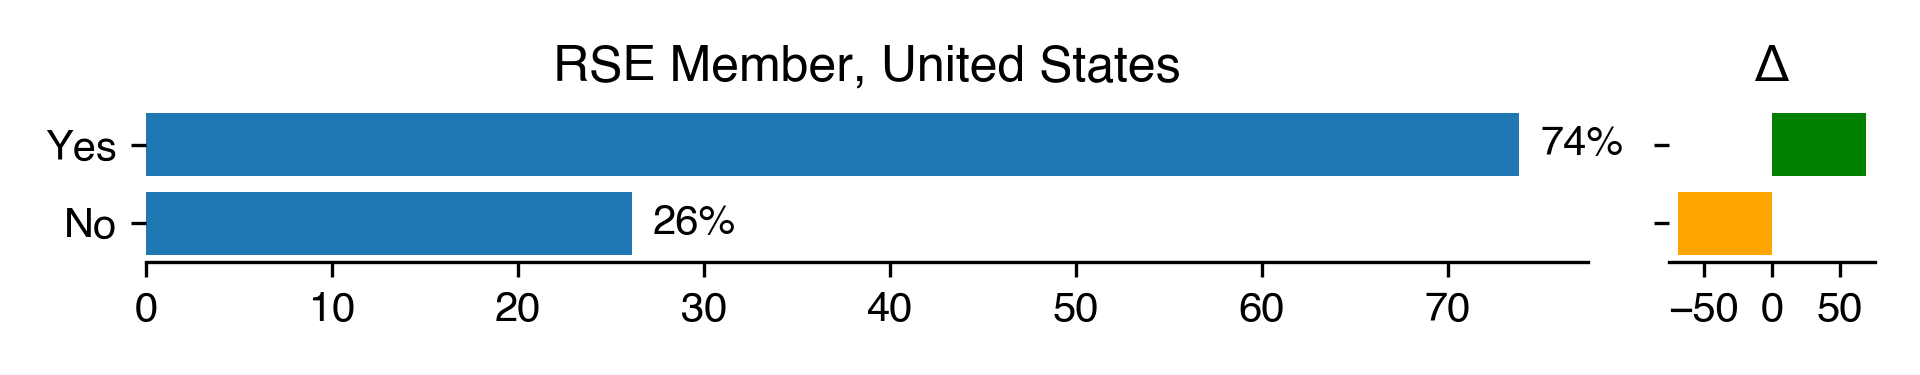 RSE Member, United States Δ
Yes 74%
No 26%
0 10 20 30 40 50 60 70 −50 0 50